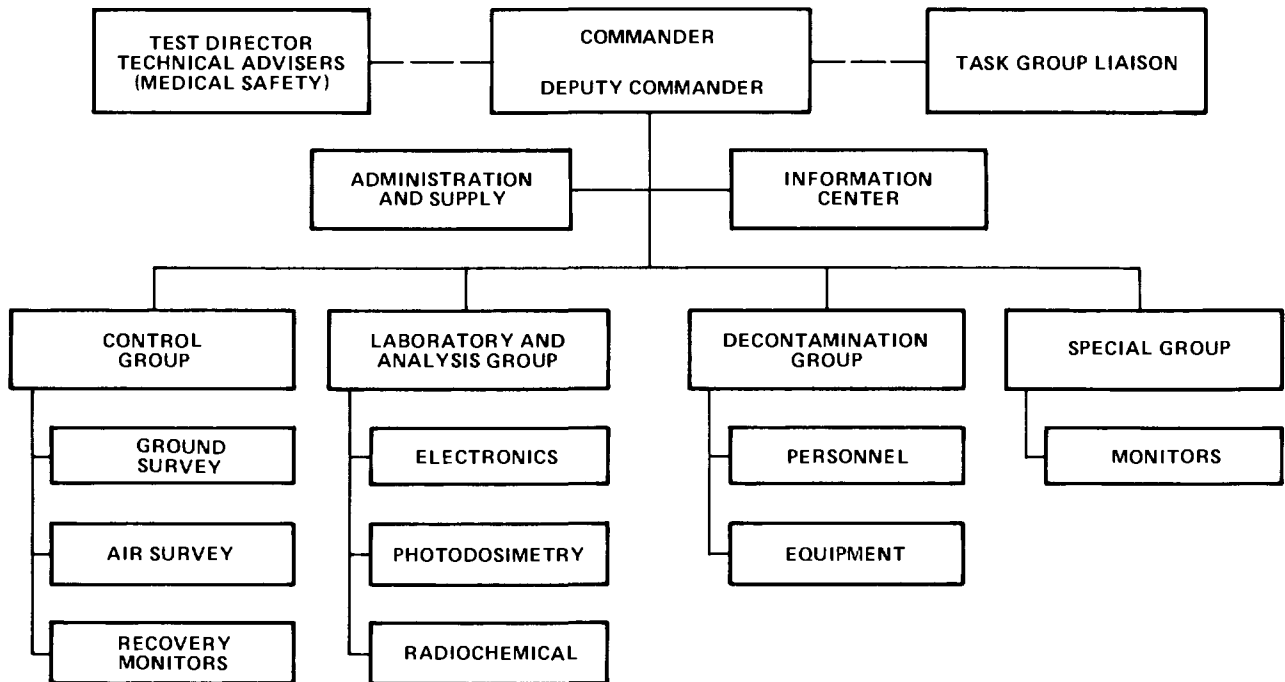 TEST DIRECTOR
TECHNICAL ADVISERS
(MEDICAL SAFETY)
COMMANDER
DEPUTY COMMANDER
TASK GROUP LIAISON
ADMINISTRATION
AND SUPPLY
INFORMATION
CENTER
CONTROL
GROUP
LABORATORY AND
ANALYSIS GROUP
DECONTAMINATION
GROUP
SPECIAL GROUP
GROUND
SURVEY
AIR SURVEY
RECOVERY
MONITORS
ELECTRONICS
PHOTODOSIMETRY
RADIOCHEMICAL
PERSONNEL
EQUIPMENT
MONITORS